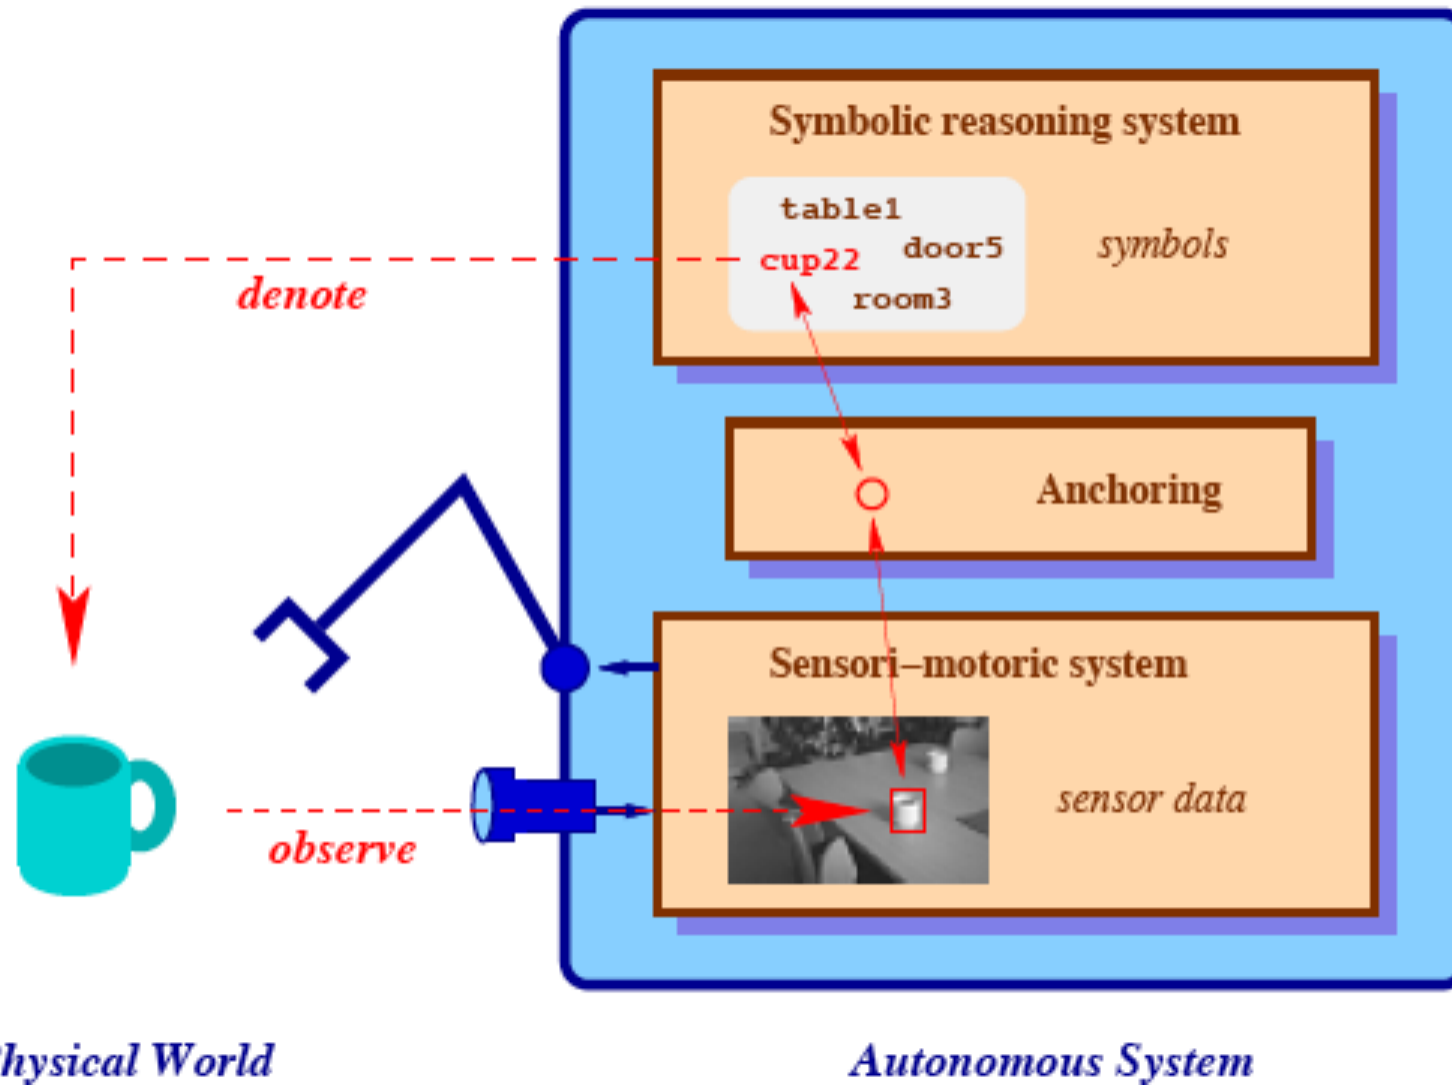 Symbolic reasoning system
table1
door5
cup22
symbols
room3
denote
Anchoring
Sensori–motoric system
sensor data
observe
hysical World
Autonomous System